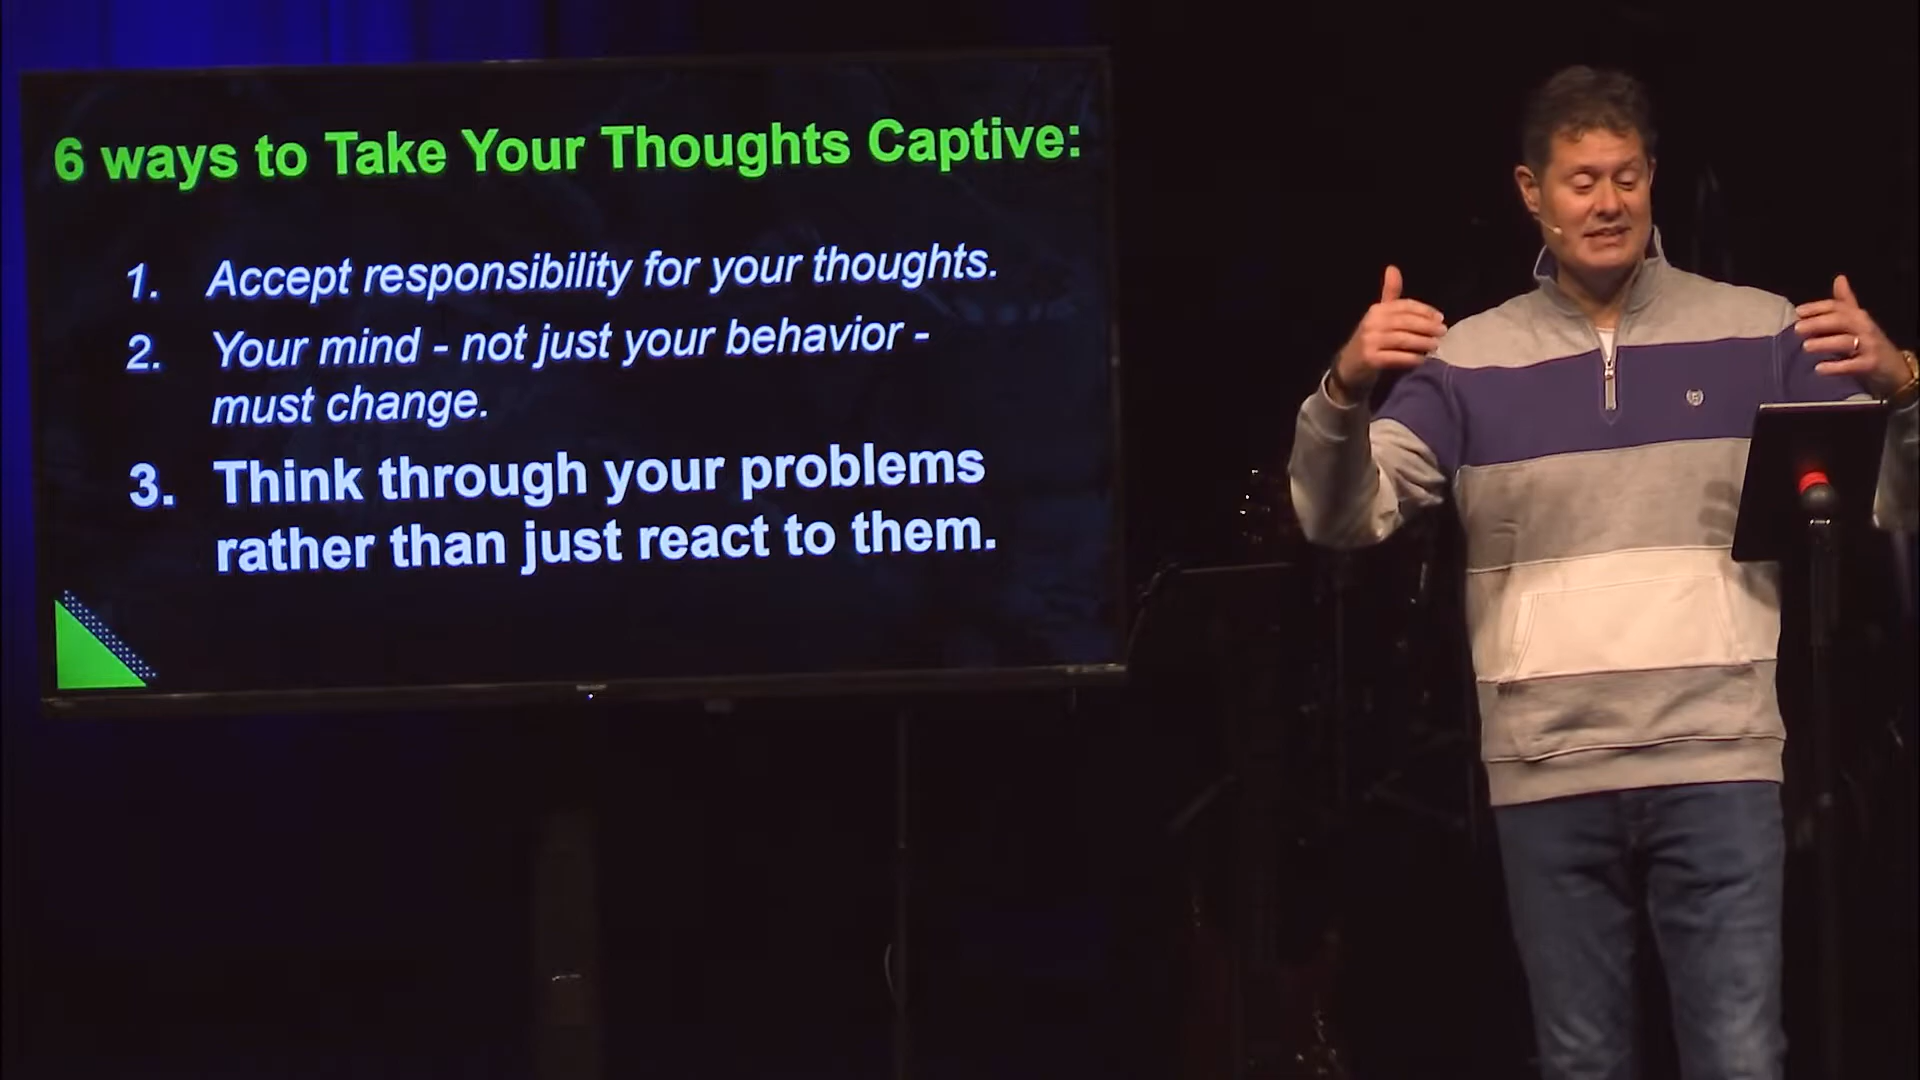 6 ways to Take Your Thoughts Captive:
1. Accept responsibility for your thoughts.
2. Your mind - not just your behavior -
must change.
3. Think through your problems
rather than just react to them.